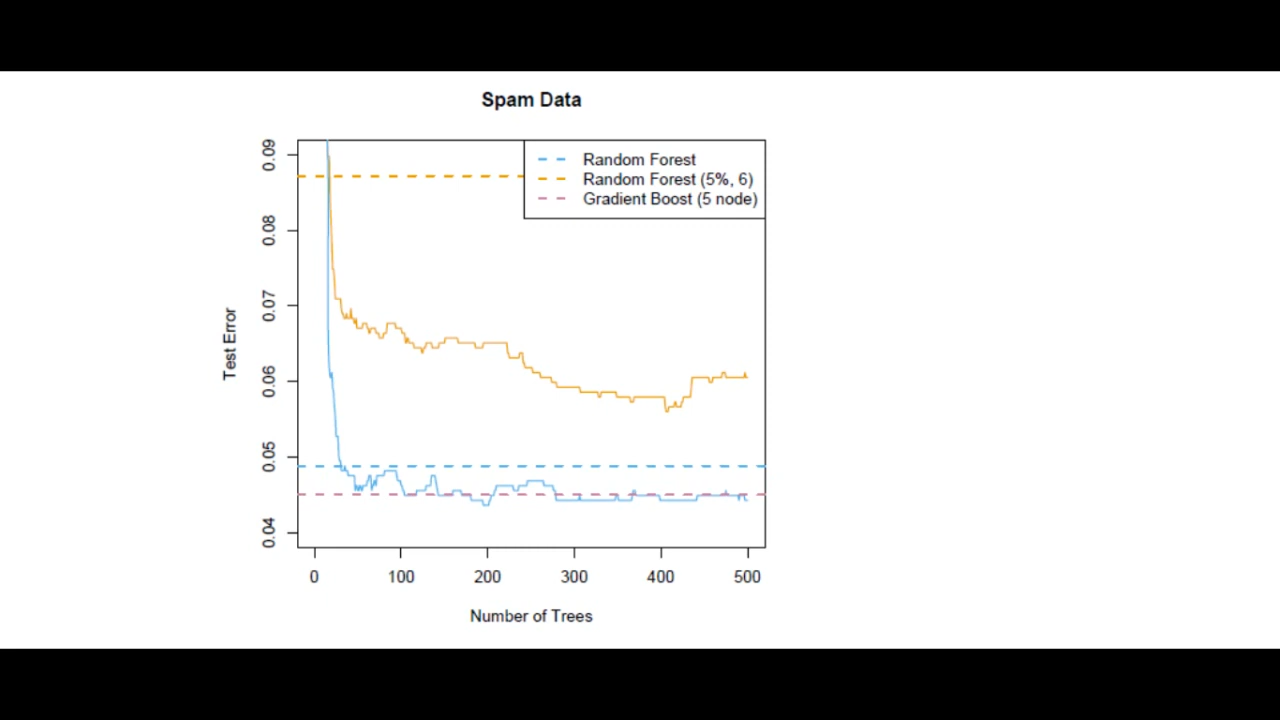 Spam Data
Random Forest
Random Forest (5%, 6)
Gradient Boost (5 node)
Test Error
0.09
0.08
0.07
0.06
0.05
0.04
0 100 200 300 400 500
Number of Trees